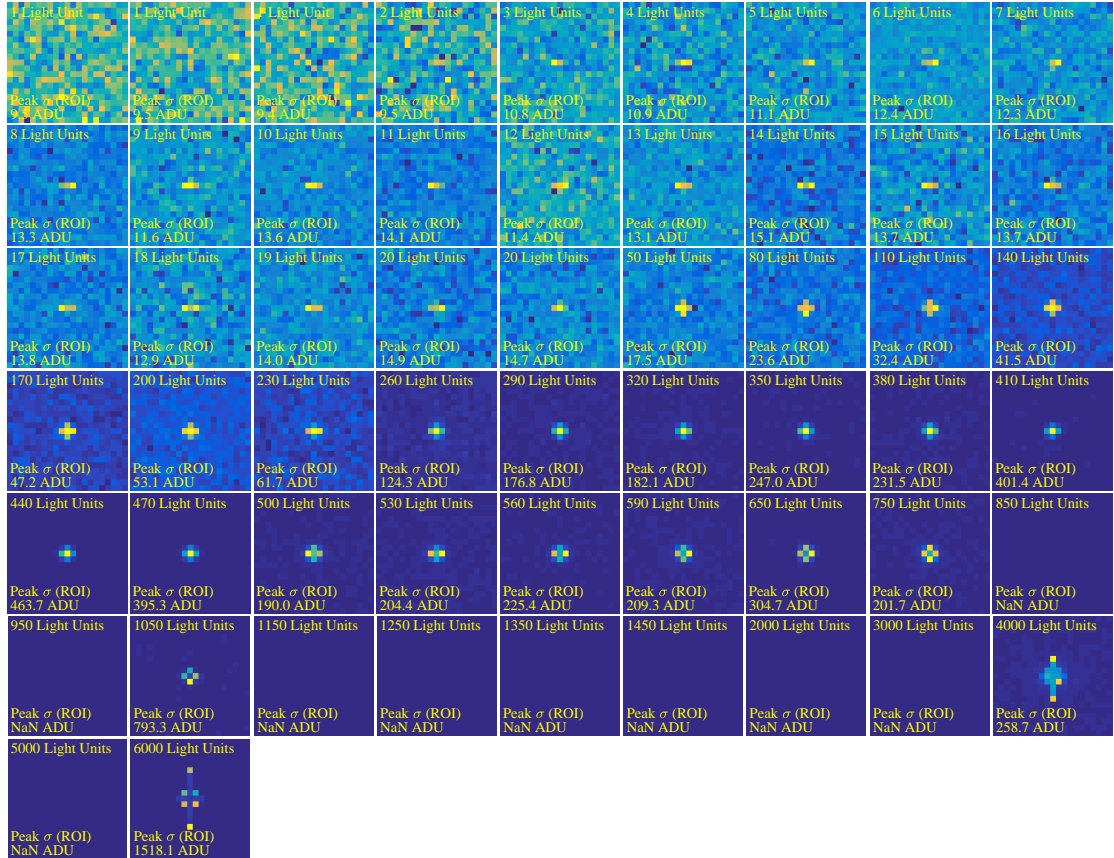 1 Light Unit
Peak σ (ROI)
9.5 ADU
1 Light Unit
Peak σ (ROI)
9.5 ADU
1 Light Unit
Peak σ (ROI)
9.4 ADU
2 Light Units
Peak σ (ROI)
9.5 ADU
3 Light Units
Peak σ (ROI)
10.8 ADU
4 Light Units
Peak σ (ROI)
10.9 ADU
5 Light Units
Peak σ (ROI)
11.1 ADU
6 Light Units
Peak σ (ROI)
12.4 ADU
7 Light Units
Peak σ (ROI)
12.3 ADU
8 Light Units
Peak σ (ROI)
13.3 ADU
9 Light Units
Peak σ (ROI)
11.6 ADU
10 Light Units
Peak σ (ROI)
13.6 ADU
11 Light Units
Peak σ (ROI)
14.1 ADU
12 Light Units
Peak σ (ROI)
11.4 ADU
13 Light Units
Peak σ (ROI)
13.1 ADU
14 Light Units
Peak σ (ROI)
15.1 ADU
15 Light Units
Peak σ (ROI)
13.7 ADU
16 Light Units
Peak σ (ROI)
13.7 ADU
17 Light Units
Peak σ (ROI)
13.8 ADU
18 Light Units
Peak σ (ROI)
12.9 ADU
19 Light Units
Peak σ (ROI)
14.0 ADU
20 Light Units
Peak σ (ROI)
14.9 ADU
20 Light Units
Peak σ (ROI)
14.7 ADU
50 Light Units
Peak σ (ROI)
17.5 ADU
80 Light Units
Peak σ (ROI)
23.6 ADU
110 Light Units
Peak σ (ROI)
32.4 ADU
140 Light Units
Peak σ (ROI)
41.5 ADU
170 Light Units
Peak σ (ROI)
47.2 ADU
200 Light Units
Peak σ (ROI)
53.1 ADU
230 Light Units
Peak σ (ROI)
61.7 ADU
260 Light Units
Peak σ (ROI)
124.3 ADU
290 Light Units
Peak σ (ROI)
176.8 ADU
320 Light Units
Peak σ (ROI)
182.1 ADU
350 Light Units
Peak σ (ROI)
247.0 ADU
380 Light Units
Peak σ (ROI)
231.5 ADU
410 Light Units
Peak σ (ROI)
401.4 ADU
440 Light Units
Peak σ (ROI)
463.7 ADU
470 Light Units
Peak σ (ROI)
395.3 ADU
500 Light Units
Peak σ (ROI)
190.0 ADU
530 Light Units
Peak σ (ROI)
204.4 ADU
560 Light Units
Peak σ (ROI)
225.4 ADU
590 Light Units
Peak σ (ROI)
209.3 ADU
650 Light Units
Peak σ (ROI)
304.7 ADU
750 Light Units
Peak σ (ROI)
201.7 ADU
850 Light Units
Peak σ (ROI)
NaN ADU
950 Light Units
Peak σ (ROI)
NaN ADU
1050 Light Units
Peak σ (ROI)
793.3 ADU
1150 Light Units
Peak σ (ROI)
NaN ADU
1250 Light Units
Peak σ (ROI)
NaN ADU
1350 Light Units
Peak σ (ROI)
NaN ADU
1450 Light Units
Peak σ (ROI)
NaN ADU
2000 Light Units
Peak σ (ROI)
NaN ADU
3000 Light Units
Peak σ (ROI)
NaN ADU
4000 Light Units
Peak σ (ROI)
258.7 ADU
5000 Light Units
Peak σ (ROI)
NaN ADU
6000 Light Units
Peak σ (ROI)
1518.1 ADU